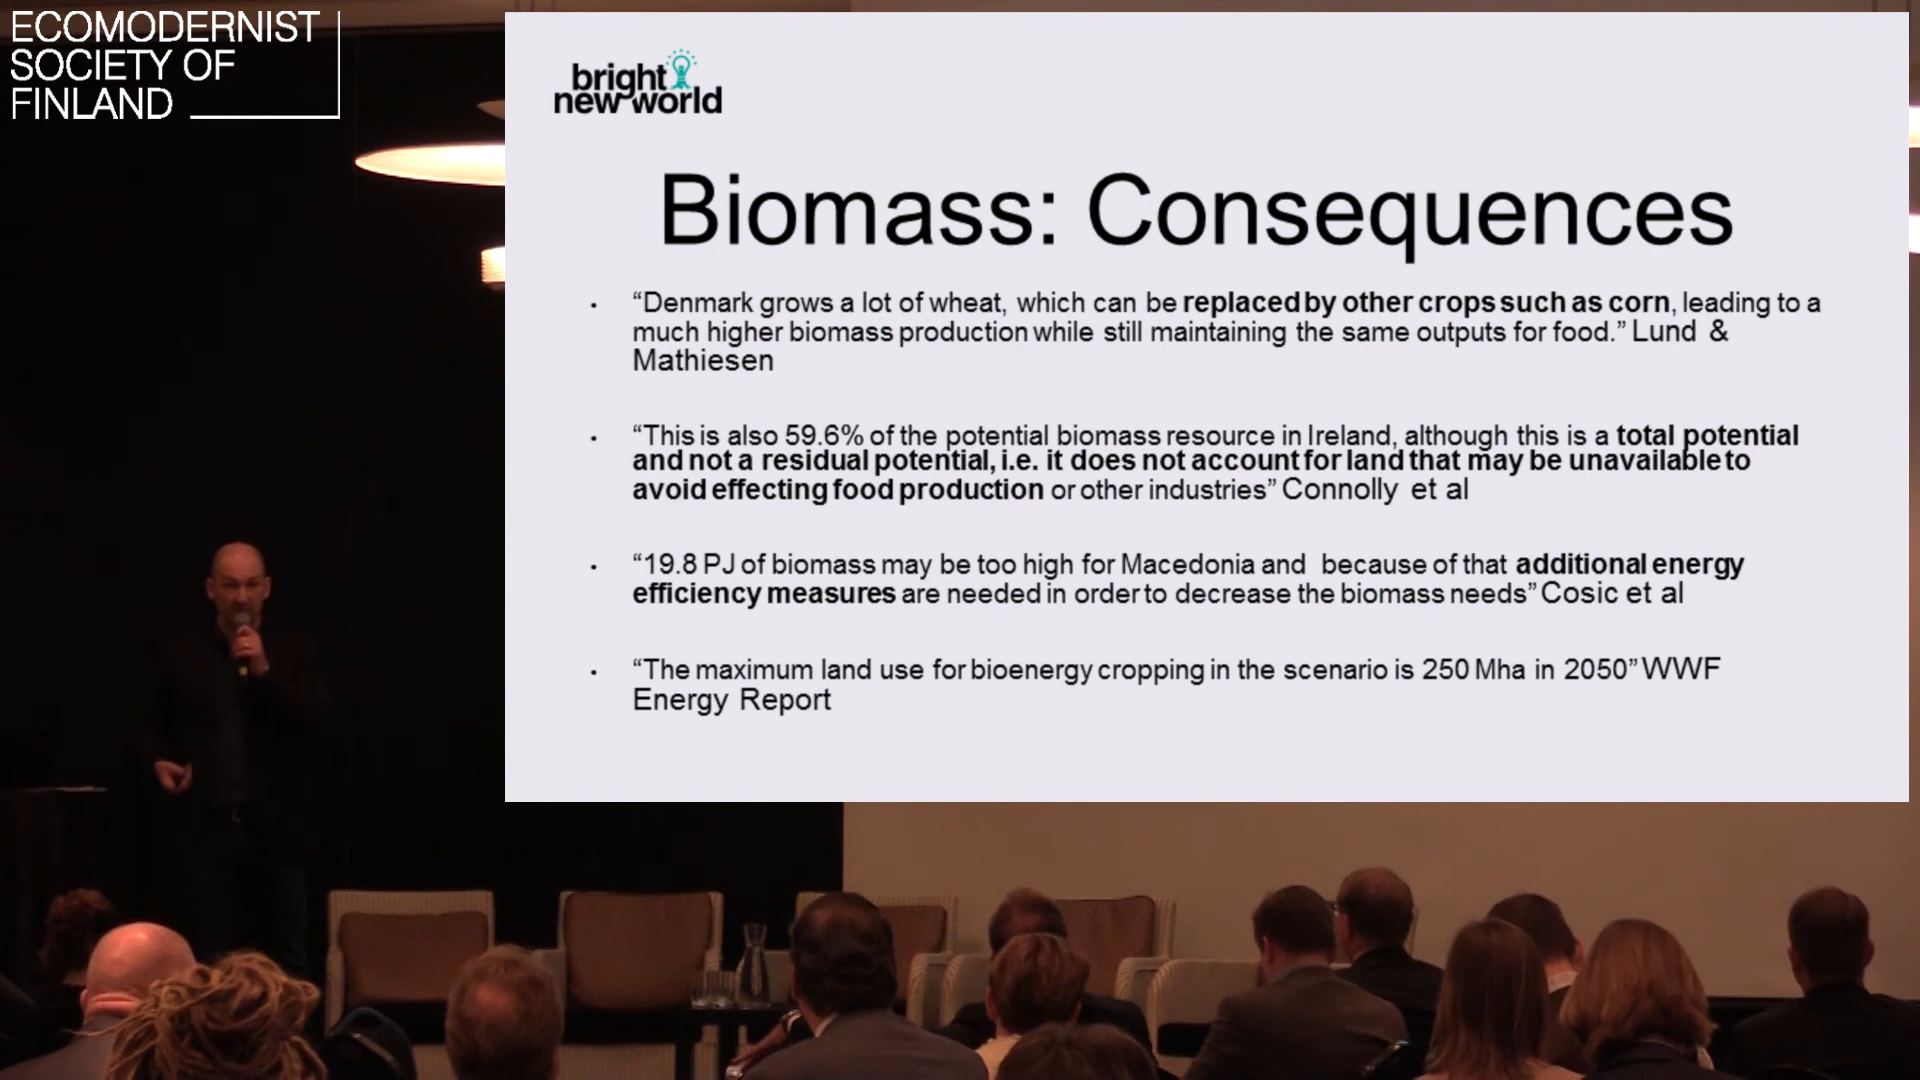 ECOMODERNIST
SOCIETY OF
FINLAND
bright
new world
Biomass: Consequences
• “Denmark grows a lot of wheat, which can be replaced by other crops such as corn, leading to a
much higher biomass production while still maintaining the same outputs for food.” Lund &
Mathiesen
• “This is also 59.6% of the potential biomass resource in Ireland, although this is a total potential
and not a residual potential, i.e. it does not account for land that may be unavailable to
avoid effecting food production or other industries” Connolly et al
• “19.8 PJ of biomass may be too high for Macedonia and because of that additional energy
efficiency measures are needed in order to decrease the biomass needs” Cosic et al
• “The maximum land use for bioenergy cropping in the scenario is 250 Mha in 2050” WWF
Energy Report